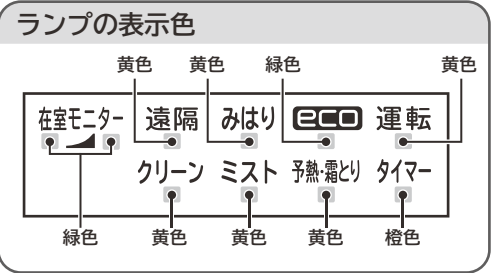 ランプの表示色
黄色 黄色 緑色 黄色
在室モニター 遠隔 みはり eco 運転
クリーン ミスト 予熱・霜とり タイマー
緑色 黄色 黄色 黄色 橙色